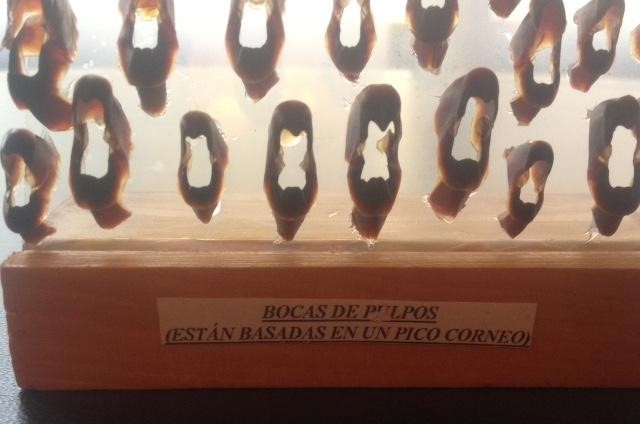 BOCAS DE PULPOS
(ESTÁN BASADAS EN UN PICO CORNEO)